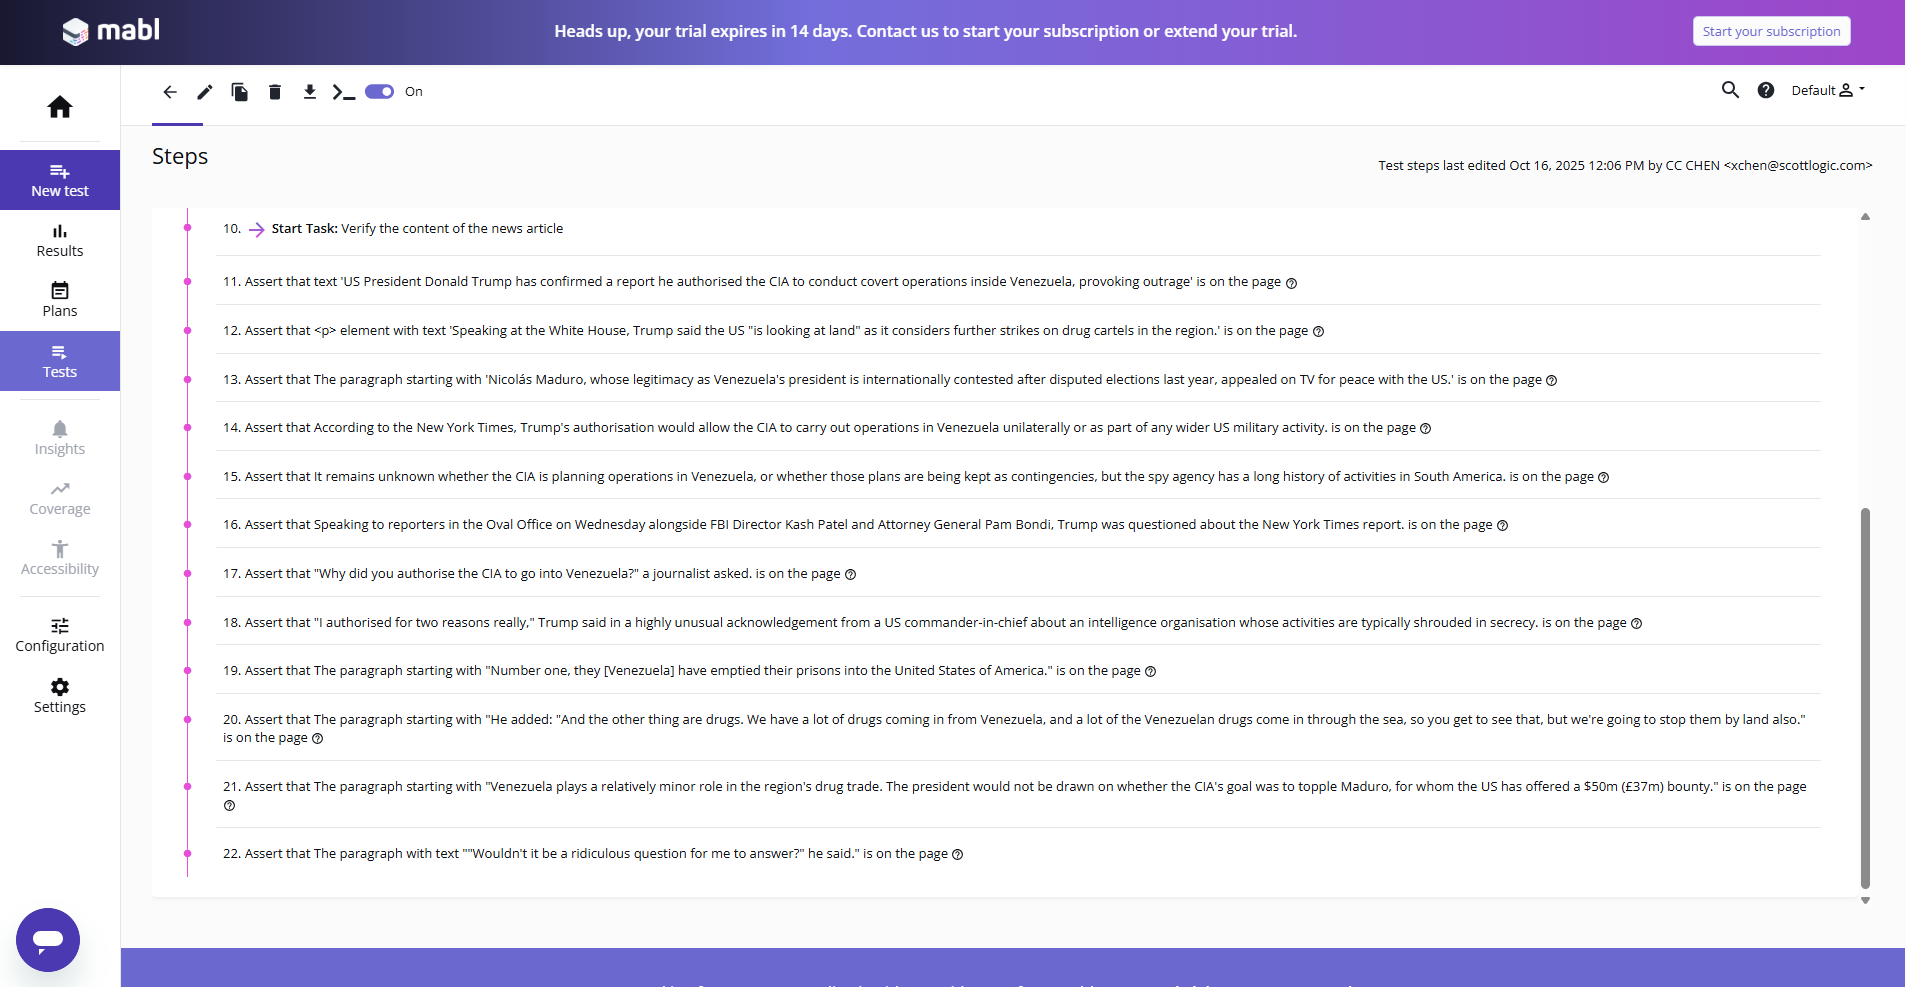 mabl
Heads up, your trial expires in 14 days. Contact us to start your subscription or extend your trial.
Start your subscription
On
Default
New test
Results
Plans
Tests
Insights
Coverage
Accessibility
Configuration
Settings
Steps
Test steps last edited Oct 16, 2025 12:06 PM by CC CHEN <xchen@scottlogic.com>
10. Start Task: Verify the content of the news article
11. Assert that text 'US President Donald Trump has confirmed a report he authorised the CIA to conduct covert operations inside Venezuela, provoking outrage' is on the page
12. Assert that <p> element with text 'Speaking at the White House, Trump said the US "is looking at land" as it considers further strikes on drug cartels in the region.' is on the page
13. Assert that The paragraph starting with 'Nicolás Maduro, whose legitimacy as Venezuela's president is internationally contested after disputed elections last year, appealed on TV for peace with the US.' is on the page
14. Assert that According to the New York Times, Trump's authorisation would allow the CIA to carry out operations in Venezuela unilaterally or as part of any wider US military activity. is on the page
15. Assert that It remains unknown whether the CIA is planning operations in Venezuela, or whether those plans are being kept as contingencies, but the spy agency has a long history of activities in South America. is on the page
16. Assert that Speaking to reporters in the Oval Office on Wednesday alongside FBI Director Kash Patel and Attorney General Pam Bondi, Trump was questioned about the New York Times report. is on the page
17. Assert that "Why did you authorise the CIA to go into Venezuela?" a journalist asked. is on the page
18. Assert that "I authorised for two reasons really," Trump said in a highly unusual acknowledgement from a US commander-in-chief about an intelligence organisation whose activities are typically shrouded in secrecy. is on the page
19. Assert that The paragraph starting with "Number one, they [Venezuela] have emptied their prisons into the United States of America." is on the page
20. Assert that The paragraph starting with "He added: "And the other thing are drugs. We have a lot of drugs coming in from Venezuela, and a lot of the Venezuelan drugs come in through the sea, so you get to see that, but we're going to stop them by land also."
is on the page
21. Assert that The paragraph starting with "Venezuela plays a relatively minor role in the region's drug trade. The president would not be drawn on whether the CIA's goal was to topple Maduro, for whom the US has offered a $50m (£37m) bounty." is on the page
22. Assert that The paragraph with text ""Wouldn't it be a ridiculous question for me to answer?" he said." is on the page